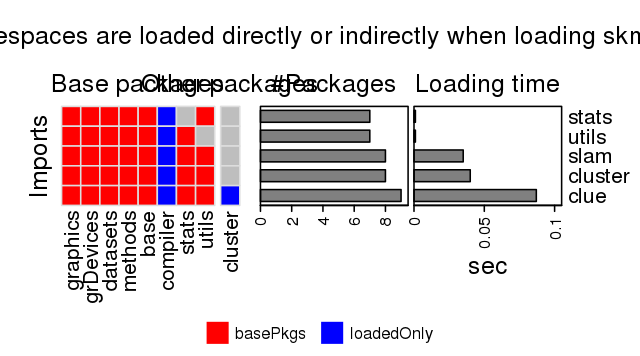 espaces are loaded directly or indirectly when loading skm
Base packages
Other packages
#Packages
Loading time
Imports
stats
utils
slam
cluster
clue
graphics
grDevices
datasets
methods
base
compiler
stats
utils
cluster
0
2
4
6
8
0
0.05
0.1
sec
basePkgs
loadedOnly